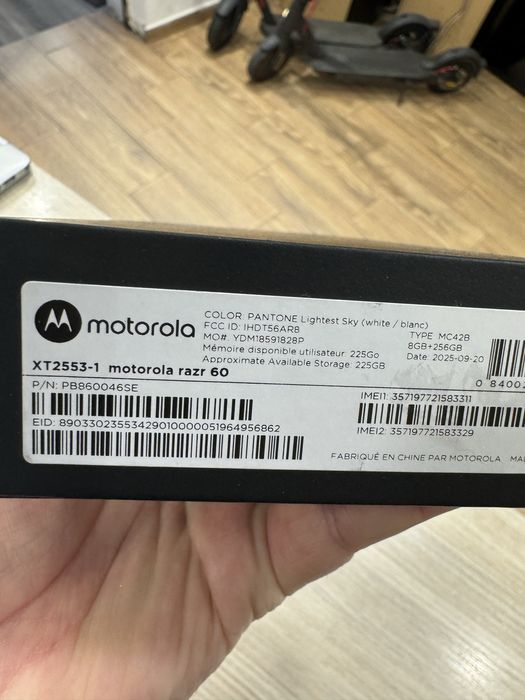 motorola
COLOR: PANTONE Lightest Sky (white / blanc)
FCC ID: IHDT56AR8
TYPE: MC42B
MO#: YDM18591828P
8GB+256GB
Mémoire disponible utilisateur: 225Go
Date: 2025-09-20
Approximate Available Storage: 225GB
XT2553-1 motorola razr 60
0 8400
P/N: PB860046SE
IMEI1: 357197721583311
EID: 89033023553429010000051964956862
IMEI2: 357197721583329
FABRIQUÉ EN CHINE PAR MOTOROLA